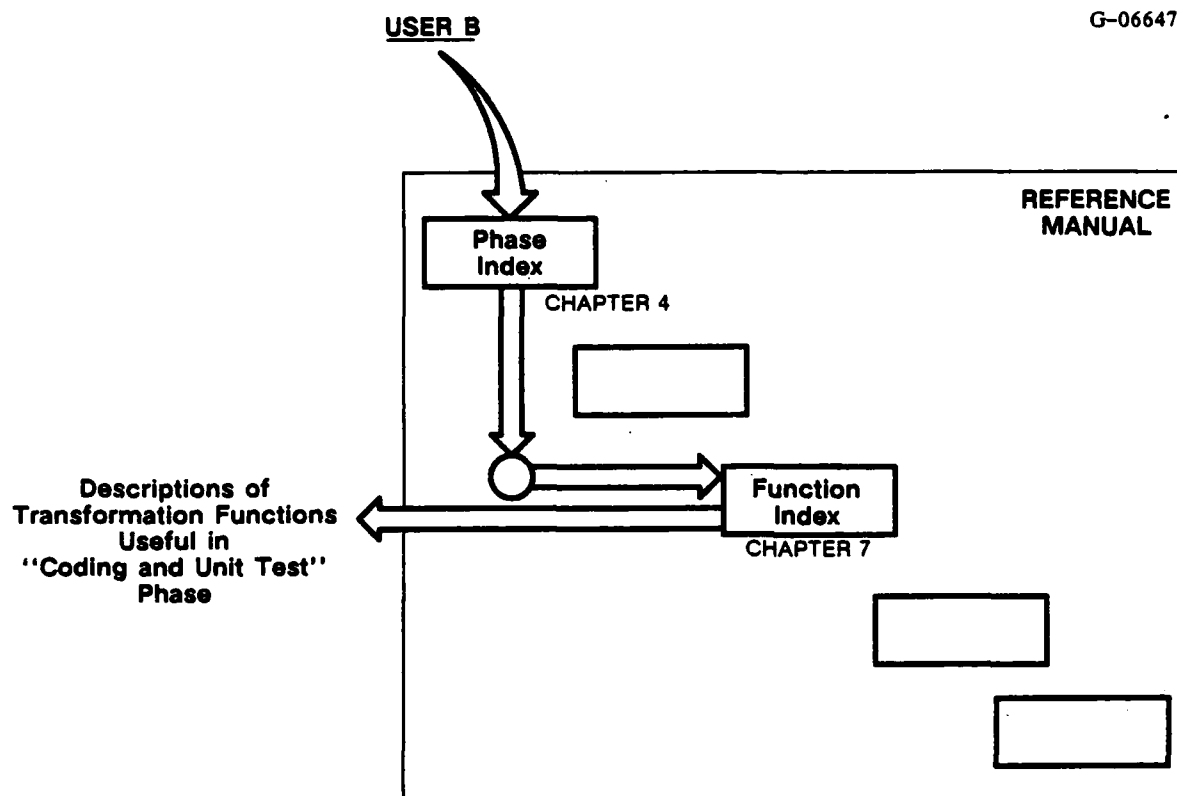 G-06647
USER B
REFERENCE
MANUAL
Phase
Index
CHAPTER 4
Function
Index
CHAPTER 7
Descriptions of
Transformation Functions
Useful in
''Coding and Unit Test''
Phase